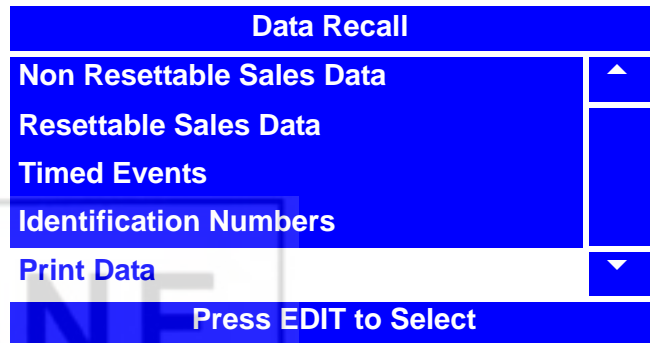 Data Recall
Non Resettable Sales Data
Resettable Sales Data
Timed Events
Identification Numbers
Print Data
Press EDIT to Select